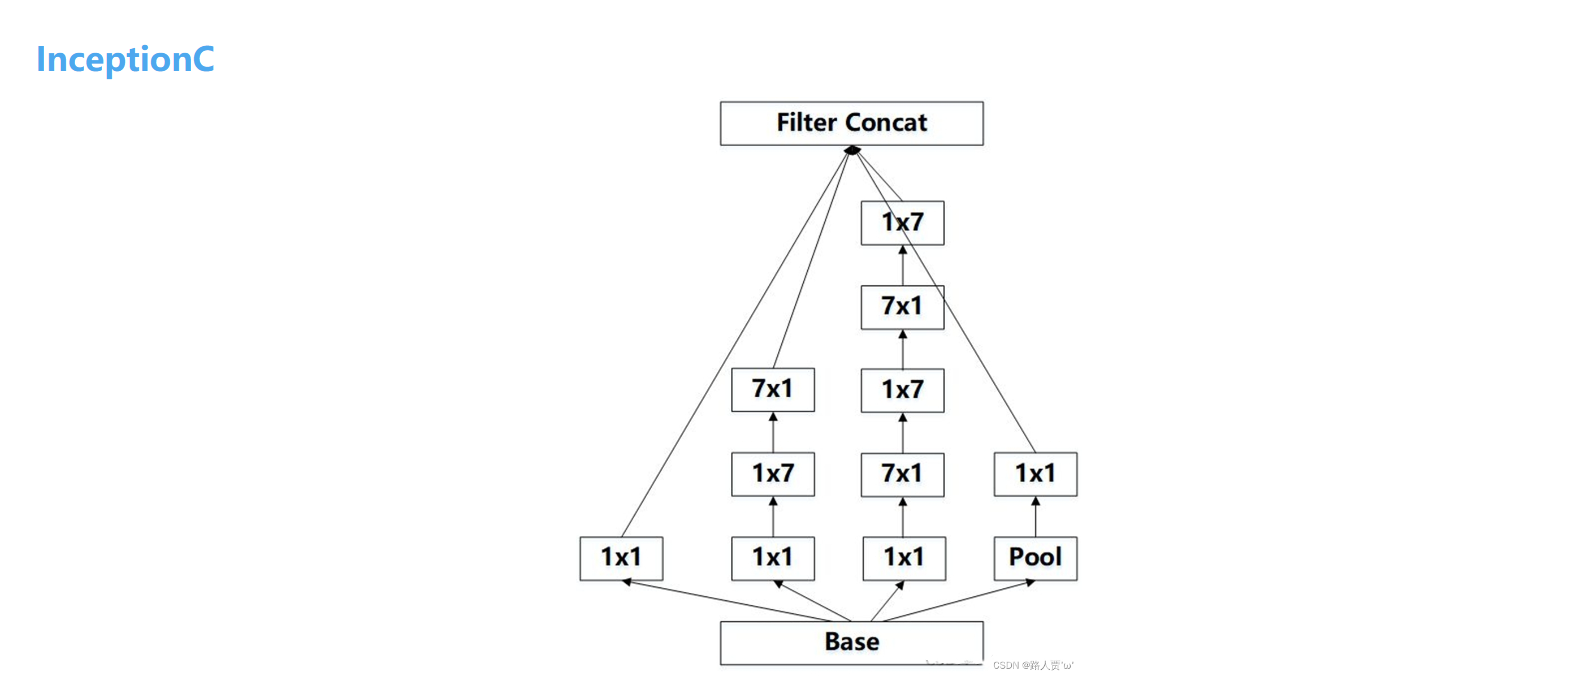 InceptionC
Filter Concat
1x7
7x1
7x1
1x7
1x7
7x1
1x1
1x1
1x1
1x1
Pool
Base
CSDN @路人贾'ω'